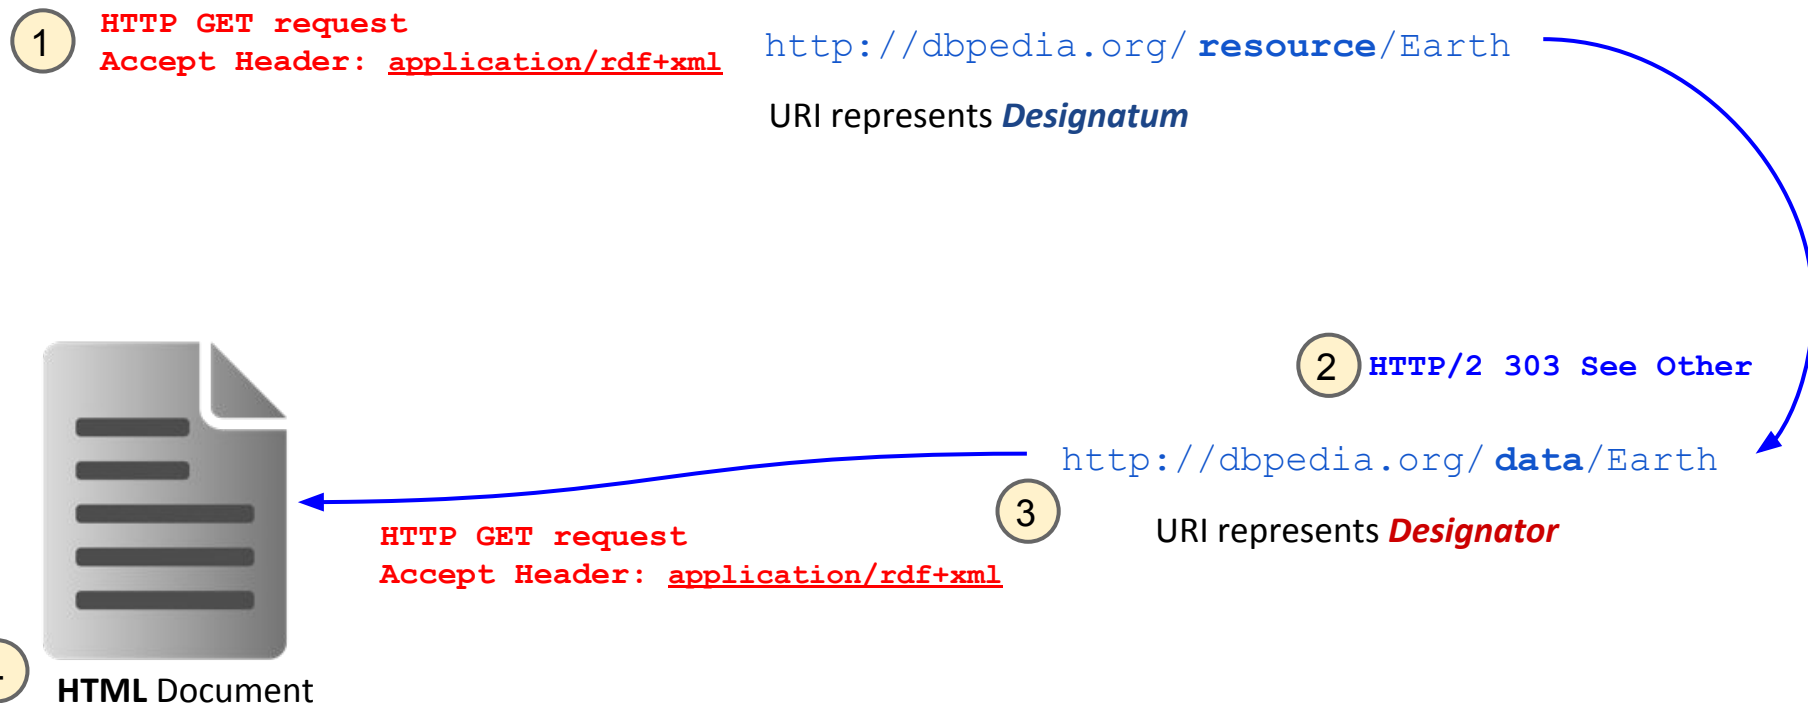 1
HTTP GET request
Accept Header: application/rdf+xml
http://dbpedia.org/resource/Earth
URI represents Designatum
2
HTTP/2 303 See Other
http://dbpedia.org/data/Earth
3
URI represents Designator
HTTP GET request
Accept Header: application/rdf+xml
HTML Document